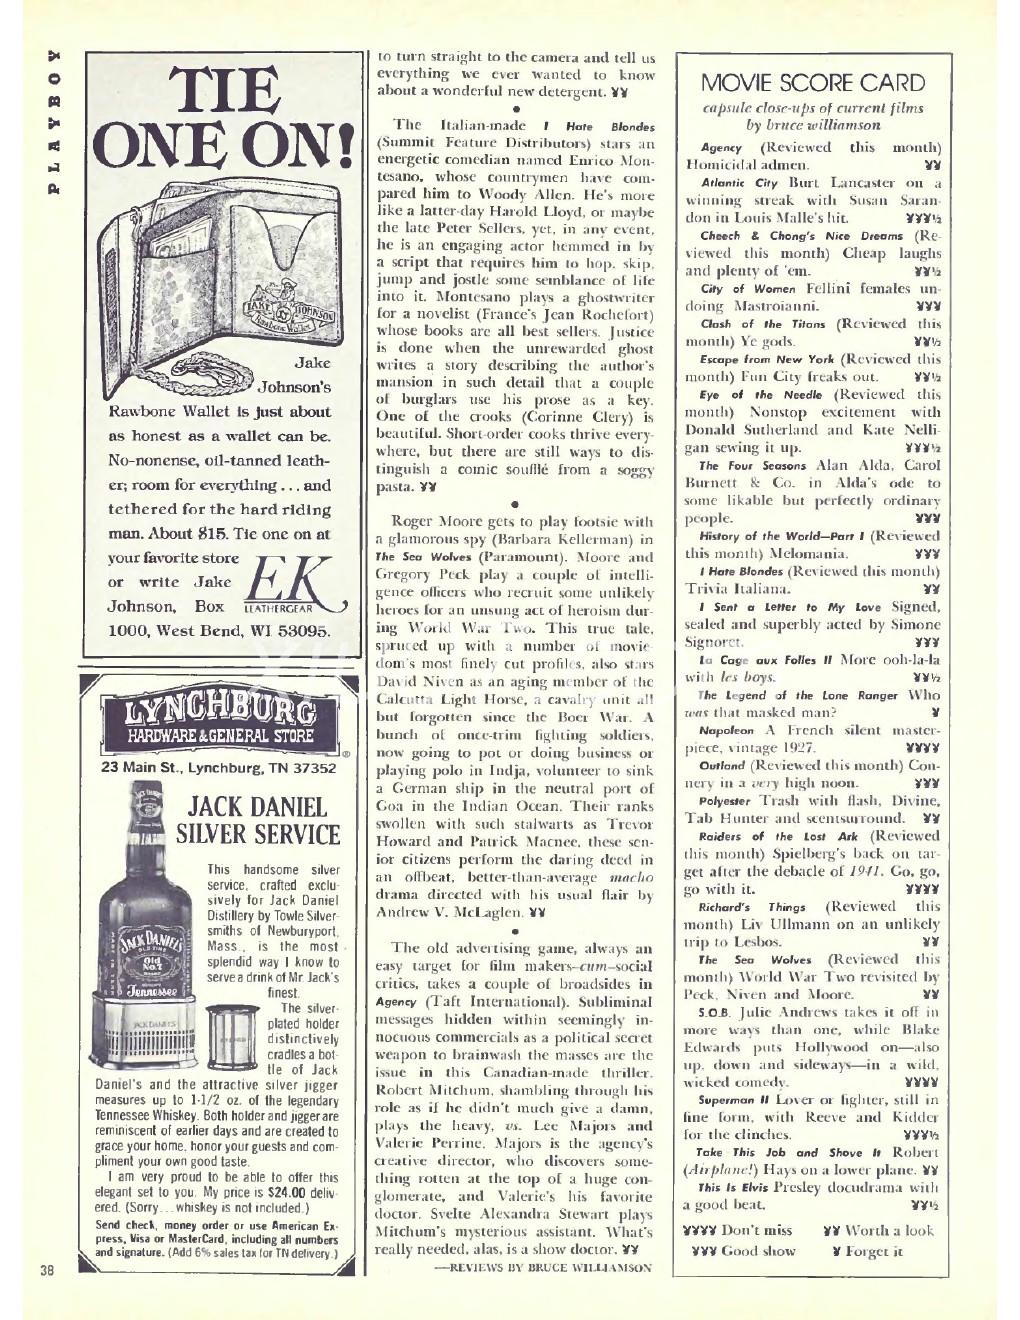 PLAYBOY
TIE
ONE ON!
JAKE JOHNSON
Rawbone Wallet
Jake
Johnson's
Rawbone Wallet is just about
as honest as a wallet can be.
No-nonense, oil-tanned leath-
er; room for everything . . . and
tethered for the hard riding
man. About $15. Tie one on at
your favorite store
or write Jake
Johnson, Box
1000, West Bend, WI 53095.
EK
LEATHERGEAR
LYNCHBURG
HARDWARE & GENERAL STORE
®
23 Main St., Lynchburg, TN 37352
JACK DANIEL
SILVER SERVICE
JACK DANIEL'S
Old
No.7
Tennessee
JACK DANIEL'S
This handsome silver
service, crafted exclu-
sively for Jack Daniel
Distillery by Towle Silver-
smiths of Newburyport,
Mass., is the most
splendid way I know to
serve a drink of Mr. Jack's
finest.
The silver-
plated holder
distinctively
cradles a bot-
tle of Jack
Daniel's and the attractive silver jigger
measures up to 1-1/2 oz. of the legendary
Tennessee Whiskey. Both holder and jigger are
reminiscent of earlier days and are created to
grace your home, honor your guests and com-
pliment your own good taste.
I am very proud to be able to offer this
elegant set to you. My price is $24.00 deliv-
ered. (Sorry...whiskey is not included.)
Send check, money order or use American Ex-
press, Visa or MasterCard, including all numbers
and signature. (Add 6% sales tax for TN delivery.)
38
to turn straight to the camera and tell us
everything we ever wanted to know
about a wonderful new detergent. ¥¥
•
The Italian-made I Hate Blondes
(Summit Feature Distributors) stars an
energetic comedian named Enrico Mon-
tesano, whose countrymen have com-
pared him to Woody Allen. He's more
like a latter-day Harold Lloyd, or maybe
the late Peter Sellers, yet, in any event,
he is an engaging actor hemmed in by
a script that requires him to hop, skip,
jump and jostle some semblance of life
into it. Montesano plays a ghostwriter
for a novelist (France's Jean Rochefort)
whose books are all best sellers. Justice
is done when the unrewarded ghost
writes a story describing the author's
mansion in such detail that a couple
of burglars use his prose as a key.
One of the crooks (Corinne Clery) is
beautiful. Short-order cooks thrive every-
where, but there are still ways to dis-
tinguish a comic soufflé from a soggy
pasta. ¥¥
•
Roger Moore gets to play footsie with
a glamorous spy (Barbara Kellerman) in
The Sea Wolves (Paramount). Moore and
Gregory Peck play a couple of intelli-
gence officers who recruit some unlikely
heroes for an unsung act of heroism dur-
ing World War Two. This true tale,
spruced up with a number of movie-
dom's most finely cut profiles, also stars
David Niven as an aging member of the
Calcutta Light Horse, a cavalry unit all
but forgotten since the Boer War. A
bunch of once-trim fighting soldiers,
now going to pot or doing business or
playing polo in India, volunteer to sink
a German ship in the neutral port of
Goa in the Indian Ocean. Their ranks
swollen with such stalwarts as Trevor
Howard and Patrick Macnee, these sen-
ior citizens perform the daring deed in
an offbeat, better-than-average macho
drama directed with his usual flair by
Andrew V. McLaglen. ¥¥
•
The old advertising game, always an
easy target for film makers-cum-social
critics, takes a couple of broadsides in
Agency (Taft International). Subliminal
messages hidden within seemingly in-
nocuous commercials as a political secret
weapon to brainwash the masses are the
issue in this Canadian-made thriller.
Robert Mitchum, shambling through his
role as if he didn't much give a damn,
plays the heavy, vs. Lee Majors and
Valerie Perrine. Majors is the agency's
creative director, who discovers some-
thing rotten at the top of a huge con-
glomerate, and Valerie's his favorite
doctor. Svelte Alexandra Stewart plays
Mitchum's mysterious assistant. What's
really needed, alas, is a show doctor. ¥¥
—REVIEWS BY BRUCE WILLIAMSON
MOVIE SCORE CARD
capsule close-ups of current films
by bruce williamson
Agency (Reviewed this month)
Homicidal admen. ¥¥
Atlantic City Burt Lancaster on a
winning streak with Susan Saran-
don in Louis Malle's hit. ¥¥¥½
Cheech & Chong's Nice Dreams (Re-
viewed this month) Cheap laughs
and plenty of 'em. ¥¥½
City of Women Fellini females un-
doing Mastroianni. ¥¥¥
Clash of the Titans (Reviewed this
month) Ye gods. ¥¥½
Escape from New York (Reviewed this
month) Fun City freaks out. ¥¥½
Eye of the Needle (Reviewed this
month) Nonstop excitement with
Donald Sutherland and Kate Nelli-
gan sewing it up. ¥¥¥½
The Four Seasons Alan Alda, Carol
Burnett & Co. in Alda's ode to
some likable but perfectly ordinary
people. ¥¥¥
History of the World—Part I (Reviewed
this month) Melomania. ¥¥¥
I Hate Blondes (Reviewed this month)
Trivia Italiana. ¥¥
I Sent a Letter to My Love Signed,
sealed and superbly acted by Simone
Signoret. ¥¥¥
La Cage aux Folles II More ooh-la-la
with les boys. ¥¥½
The Legend of the Lone Ranger Who
was that masked man? ¥
Napoleon A French silent master-
piece, vintage 1927. ¥¥¥¥
Outland (Reviewed this month) Con-
nery in a very high noon. ¥¥¥
Polyester Trash with flash, Divine,
Tab Hunter and scentsurround. ¥¥
Raiders of the Lost Ark (Reviewed
this month) Spielberg's back on tar-
get after the debacle of 1941. Go, go,
go with it. ¥¥¥¥
Richard's Things (Reviewed this
month) Liv Ullmann on an unlikely
trip to Lesbos. ¥¥
The Sea Wolves (Reviewed this
month) World War Two revisited by
Peck, Niven and Moore. ¥¥
S.O.B. Julie Andrews takes it off in
more ways than one, while Blake
Edwards puts Hollywood on—also
up, down and sideways—in a wild,
wicked comedy. ¥¥¥¥
Superman II Lover or fighter, still in
fine form, with Reeve and Kidder
for the clinches. ¥¥¥½
Take This Job and Shove It Robert
(Airplane!) Hays on a lower plane. ¥¥
This Is Elvis Presley docudrama with
a good beat. ¥¥½
¥¥¥¥ Don't miss ¥¥ Worth a look
¥¥¥ Good show ¥ Forget it